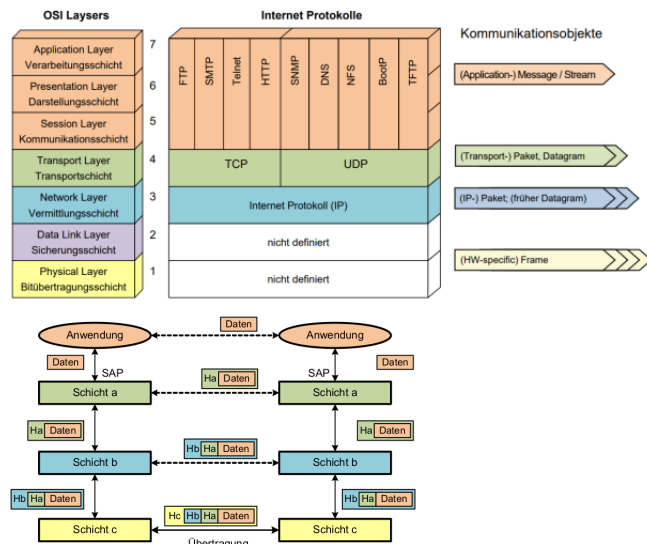 OSI Laysers
Internet Protokolle
Kommunikationsobjekte
Application Layer
Verarbeitungsschicht
7
Presentation Layer
Darstellungsschicht
6
Session Layer
Kommunikationsschicht
5
Transport Layer
Transportschicht
4
Network Layer
Vermittlungsschicht
3
Data Link Layer
Sicherungsschicht
2
Physical Layer
Bitübertragungsschicht
1
FTP
SMTP
Telnet
HTTP
SNMP
DNS
NFS
BootP
TFTP
TCP
UDP
Internet Protokoll (IP)
nicht definiert
nicht definiert
(Application-) Message / Stream
(Transport-) Paket, Datagram
(IP-) Paket; (früher Datagram)
(HW-specific) Frame
Anwendung
Daten
Anwendung
Daten
SAP
SAP
Daten
Schicht a
Ha Daten
Schicht a
Ha Daten
Ha Daten
Schicht b
Hb Ha Daten
Schicht b
Hb Ha Daten
Hc Hb Ha Daten
Hb Ha Daten
Schicht c
Schicht c
Übertragung